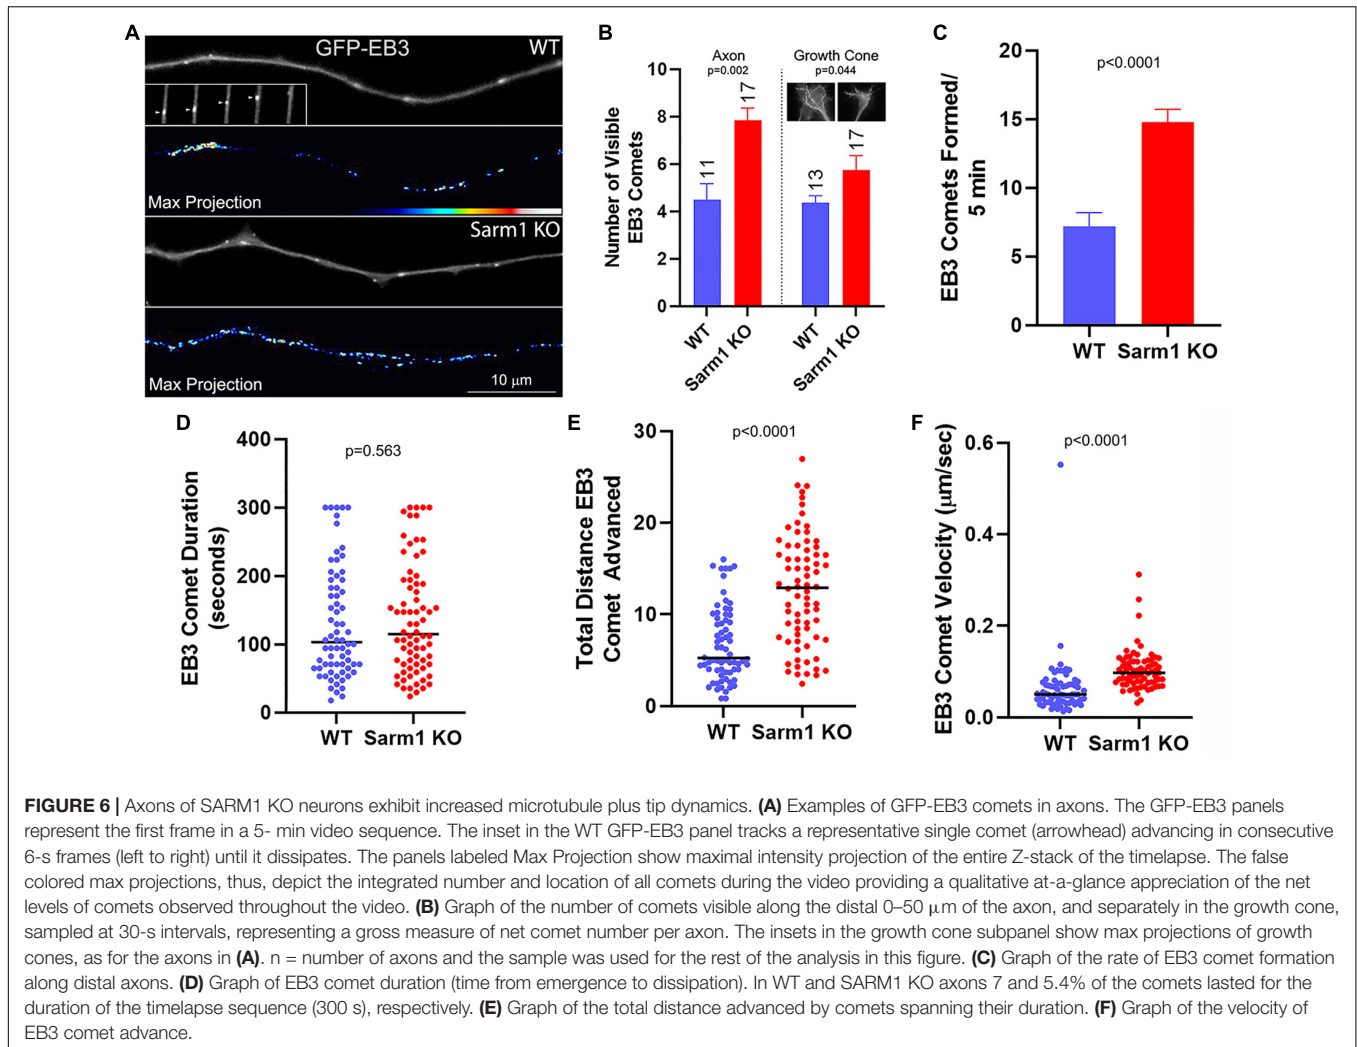 A
GFP-EB3
WT
Max Projection
Sarm1 KO
Max Projection
10 μm
B
Axon
p=0.002
Growth Cone
p=0.044
Number of Visible
EB3 Comets
10
8
6
4
2
0
11
17
13
17
WT
Sarm1 KO
WT
Sarm1 KO
C
p<0.0001
EB3 Comets Formed/
5 min
20
15
10
5
0
WT
Sarm1 KO
D
p=0.563
EB3 Comet Duration
(seconds)
400
300
200
100
0
WT
Sarm1 KO
E
p<0.0001
Total Distance EB3
Comet Advanced
30
20
10
0
WT
Sarm1 KO
F
p<0.0001
EB3 Comet Velocity (μm/sec)
0.6
0.4
0.2
0.0
WT
Sarm1 KO
FIGURE 6 | Axons of SARM1 KO neurons exhibit increased microtubule plus tip dynamics. (A) Examples of GFP-EB3 comets in axons. The GFP-EB3 panels
represent the first frame in a 5- min video sequence. The inset in the WT GFP-EB3 panel tracks a representative single comet (arrowhead) advancing in consecutive
6-s frames (left to right) until it dissipates. The panels labeled Max Projection show maximal intensity projection of the entire Z-stack of the timelapse. The false
colored max projections, thus, depict the integrated number and location of all comets during the video providing a qualitative at-a-glance appreciation of the net
levels of comets observed throughout the video. (B) Graph of the number of comets visible along the distal 0–50 μm of the axon, and separately in the growth cone,
sampled at 30-s intervals, representing a gross measure of net comet number per axon. The insets in the growth cone subpanel show max projections of growth
cones, as for the axons in (A). n = number of axons and the sample was used for the rest of the analysis in this figure. (C) Graph of the rate of EB3 comet formation
along distal axons. (D) Graph of EB3 comet duration (time from emergence to dissipation). In WT and SARM1 KO axons 7 and 5.4% of the comets lasted for the
duration of the timelapse sequence (300 s), respectively. (E) Graph of the total distance advanced by comets spanning their duration. (F) Graph of the velocity of
EB3 comet advance.